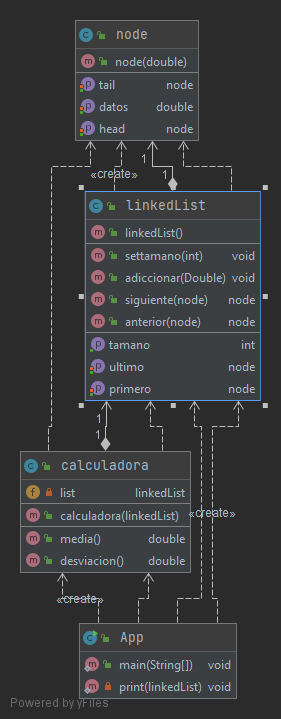 node
node(double)
tail node
datos double
head node
1
«create»
1
linkedList
linkedList()
settamano(int) void
adiccionar(Double) void
siguiente(node) node
anterior(node) node
tamano int
ultimo node
primero node
1
1
calculadora
list linkedList
calculadora(linkedList)
«create»
media() double
desviacion() double
«create»
App
main(String[]) void
print(linkedList) void
Powered by yFiles